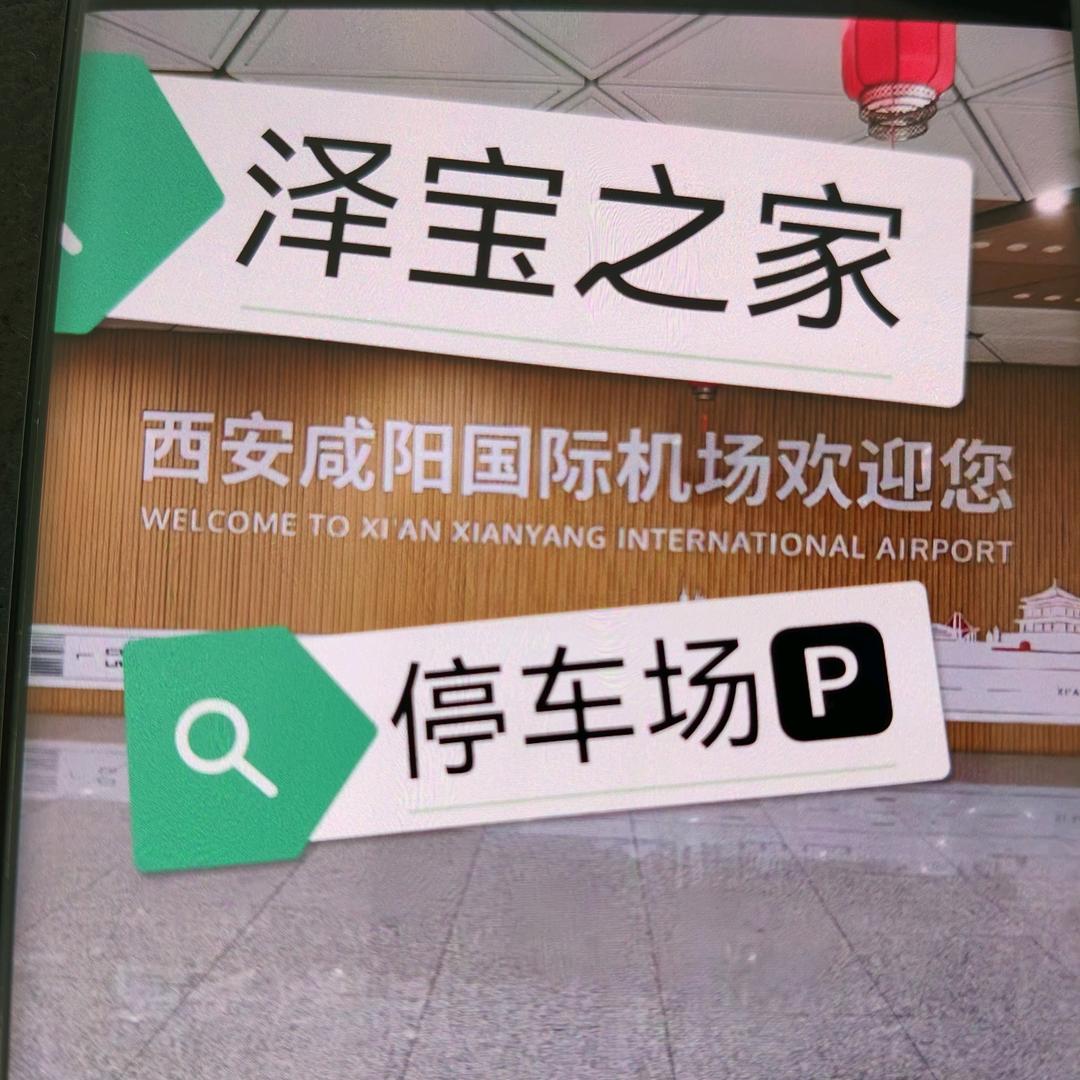 泽宝之家
西安咸阳国际机场欢迎您
WELCOME TO XI'AN XIANYANG INTERNATIONAL AIRPORT
停车场P